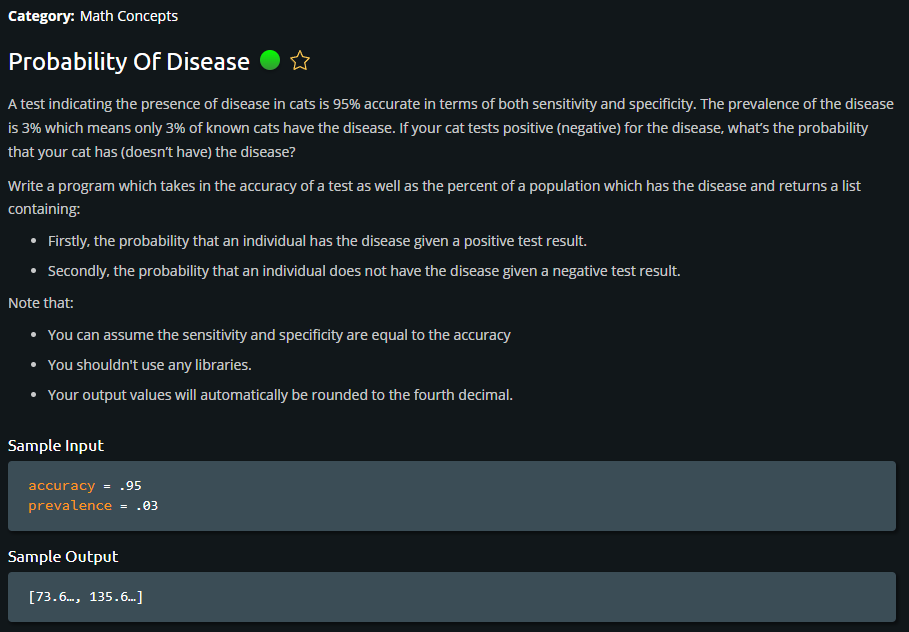 Category: Math Concepts
Probability Of Disease
A test indicating the presence of disease in cats is 95% accurate in terms of both sensitivity and specificity. The prevalence of the disease
is 3% which means only 3% of known cats have the disease. If your cat tests positive (negative) for the disease, what’s the probability
that your cat has (doesn’t have) the disease?
Write a program which takes in the accuracy of a test as well as the percent of a population which has the disease and returns a list
containing:
• Firstly, the probability that an individual has the disease given a positive test result.
• Secondly, the probability that an individual does not have the disease given a negative test result.
Note that:
• You can assume the sensitivity and specificity are equal to the accuracy
• You shouldn't use any libraries.
• Your output values will automatically be rounded to the fourth decimal.
Sample Input
accuracy = .95
prevalence = .03
Sample Output
[73.6…, 135.6…]